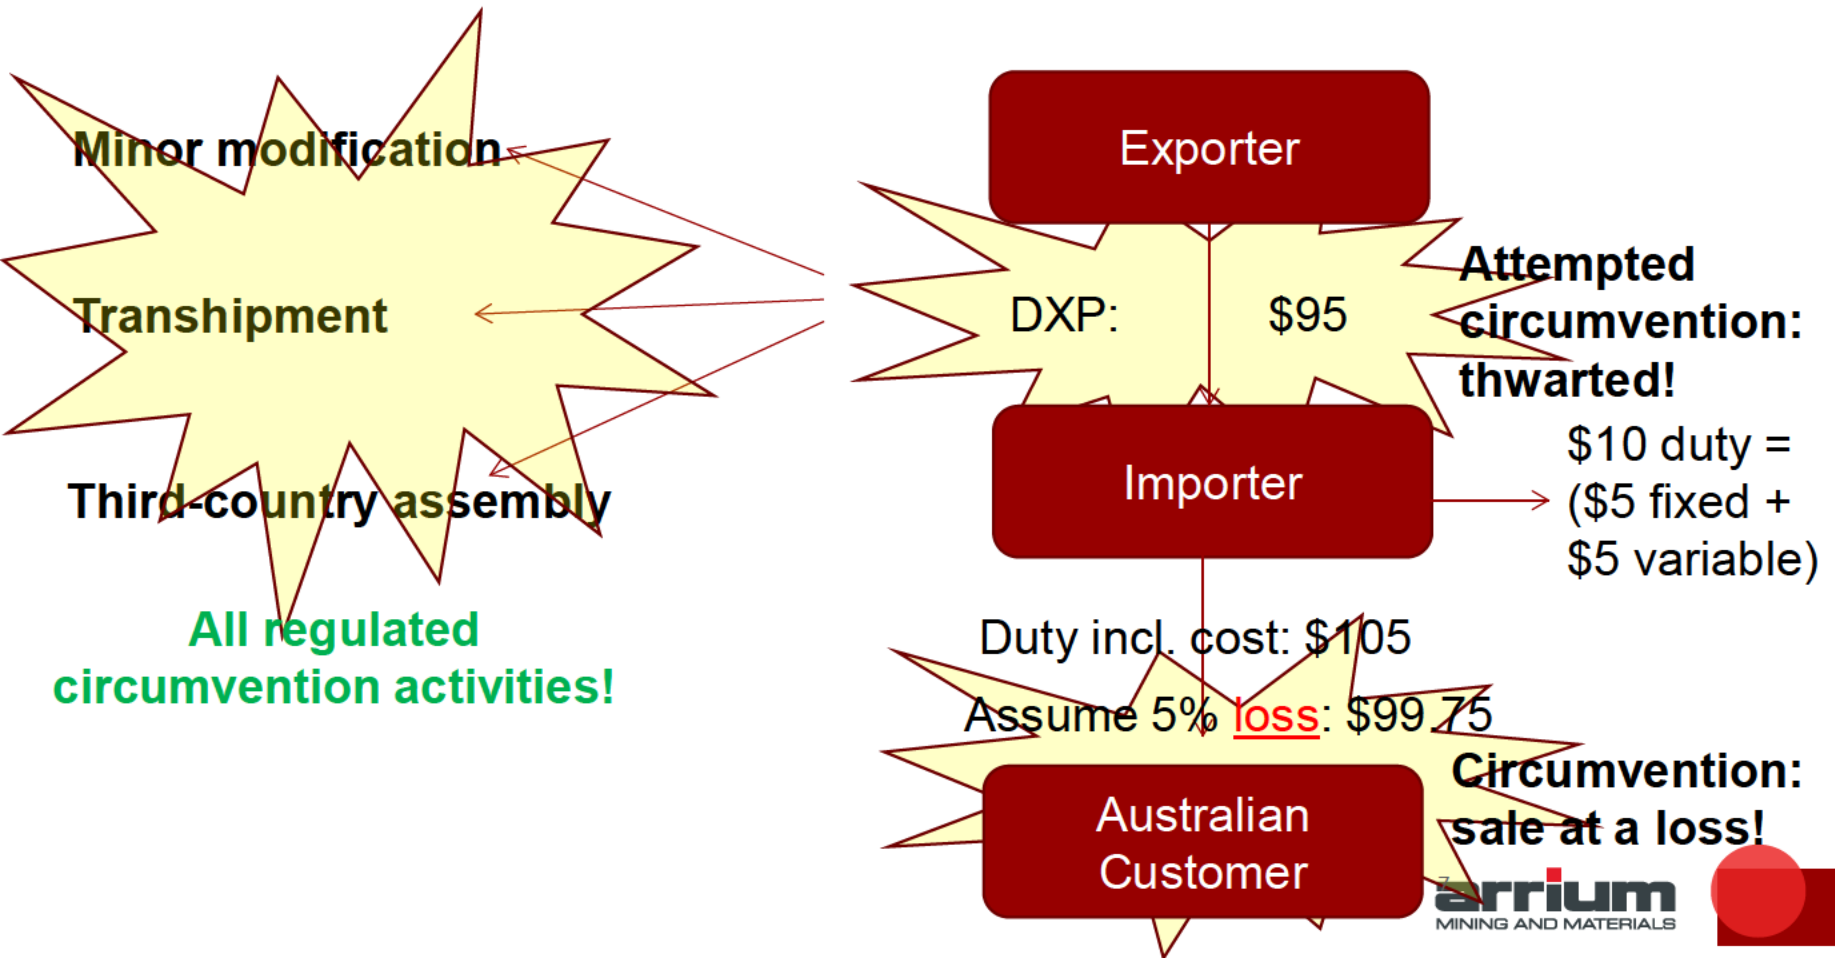 Minor modification
Transhipment
Third-country assembly
All regulated
circumvention activities!
Exporter
DXP: $95
Attempted
circumvention:
thwarted!
Importer
$10 duty =
($5 fixed +
$5 variable)
Duty incl. cost: $105
Assume 5% loss: $99.75
Australian
Customer
Circumvention:
sale at a loss!
7
arrium
MINING AND MATERIALS